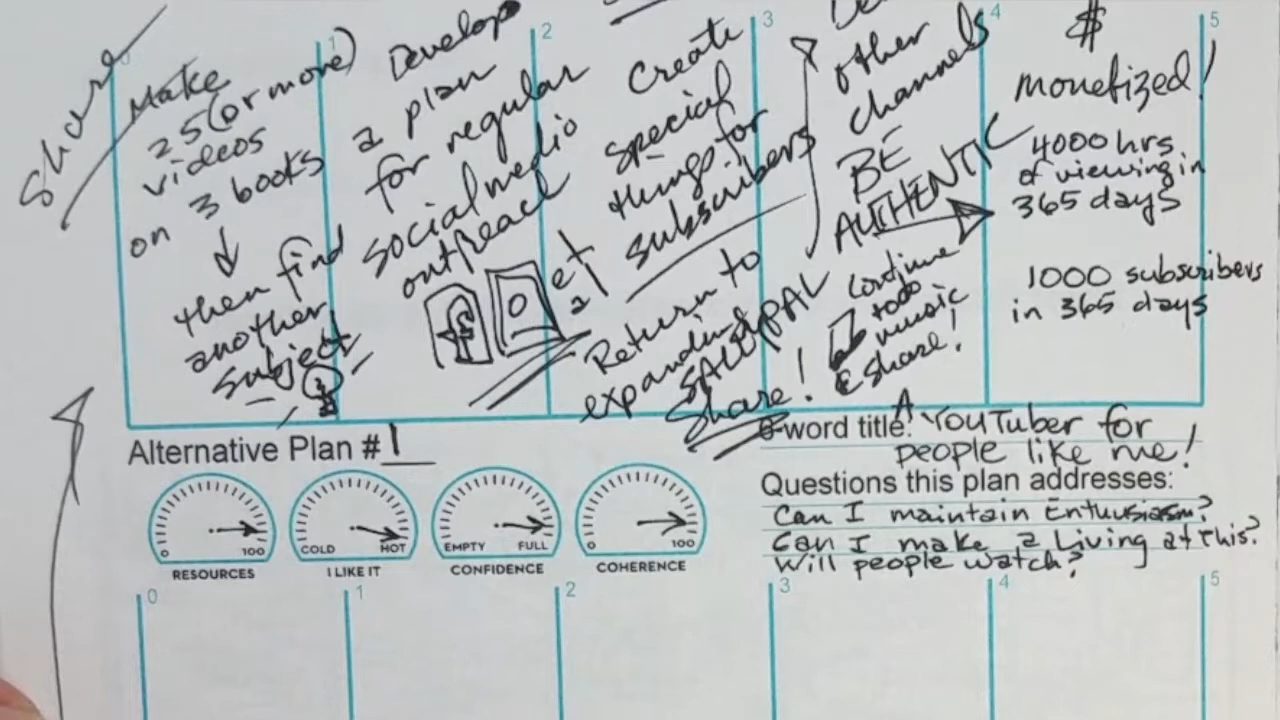 Share
0
1
2
3
4
5
Make
25 (or more)
videos
on 3 books
then find
another
subject
Develop
a plan
for regular
social media
outreach
et
al
Create
special
things for
subscribers
Return to
expanding
Share!
other
channels
BE
AUTHENTIC
continue
to do
music
& share!
$
monetized!
4000 hrs
of viewing in
365 days
1000 subscribers
in 365 days
Alternative Plan #1
6-word title: A YouTuber for
people like me!
Questions this plan addresses:
Can I maintain Enthusiasm?
Can I make a Living at this?
Will people watch?
0 100
RESOURCES
COLD HOT
I LIKE IT
EMPTY FULL
CONFIDENCE
0 100
COHERENCE
0
1
2
3
4
5